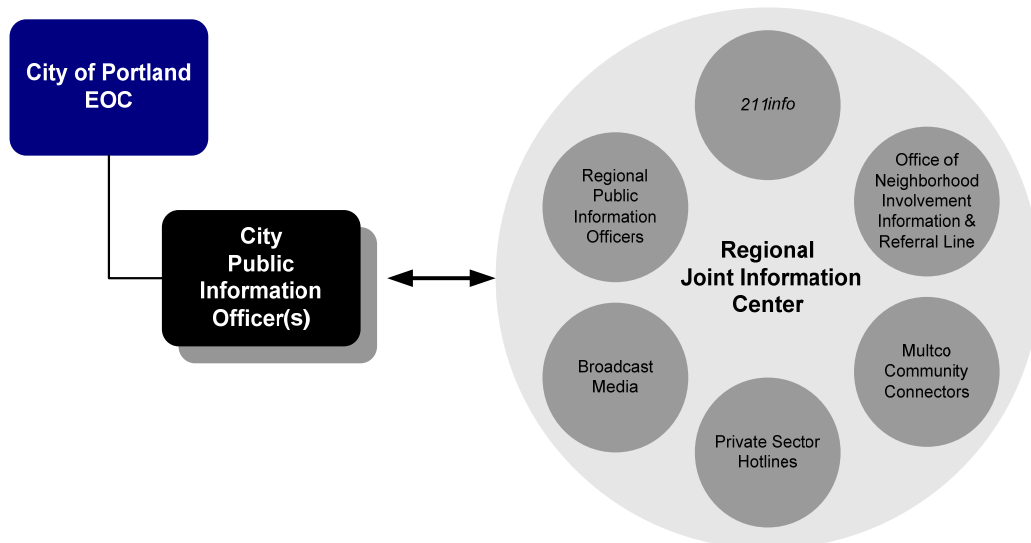 City of Portland
EOC
City
Public
Information
Officer(s)
211info
Regional
Public
Information
Officers
Office of
Neighborhood
Involvement
Information &
Referral Line
Regional
Joint Information
Center
Broadcast
Media
Multco
Community
Connectors
Private Sector
Hotlines